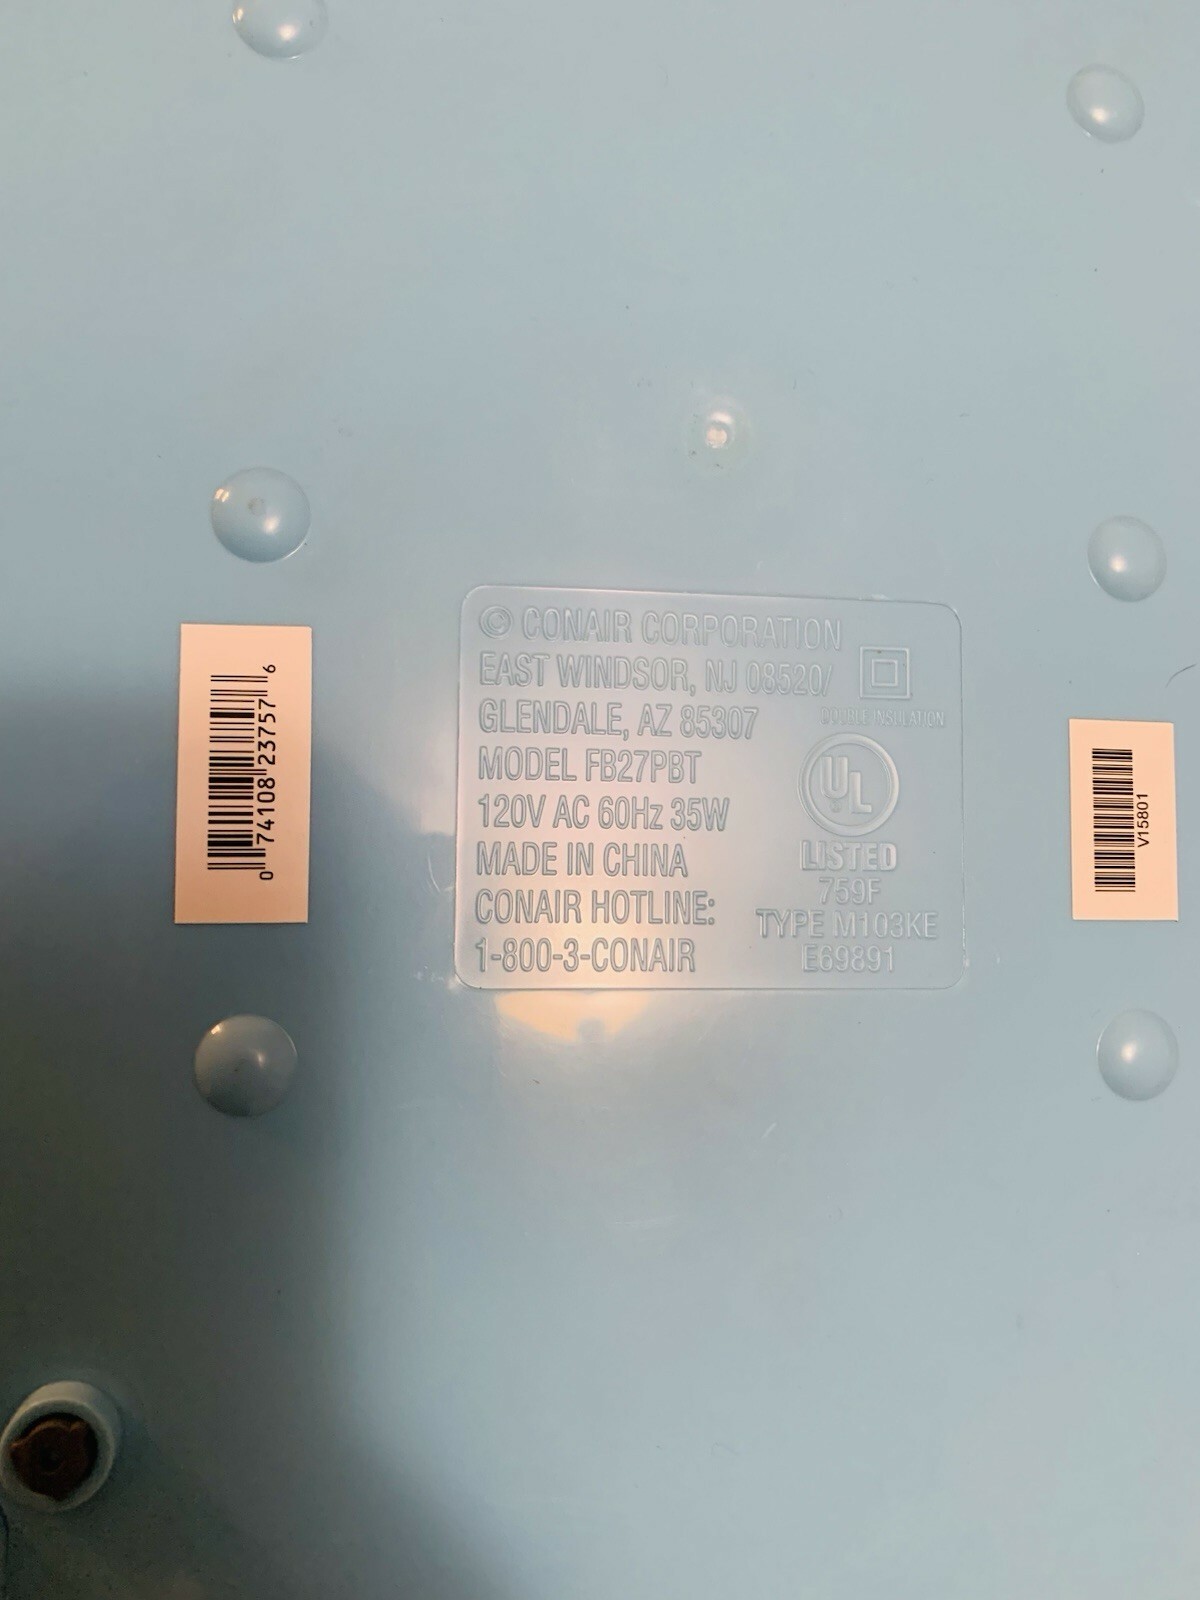 © CONAIR CORPORATION
EAST WINDSOR, NJ 08520/
GLENDALE, AZ 85307
MODEL FB27PBT
120V AC 60Hz 35W
MADE IN CHINA
CONAIR HOTLINE:
1-800-3-CONAIR
DOUBLE INSULATION
UL
LISTED
759F
TYPE M103KE
E69891
0 74108 23757 6
V15801